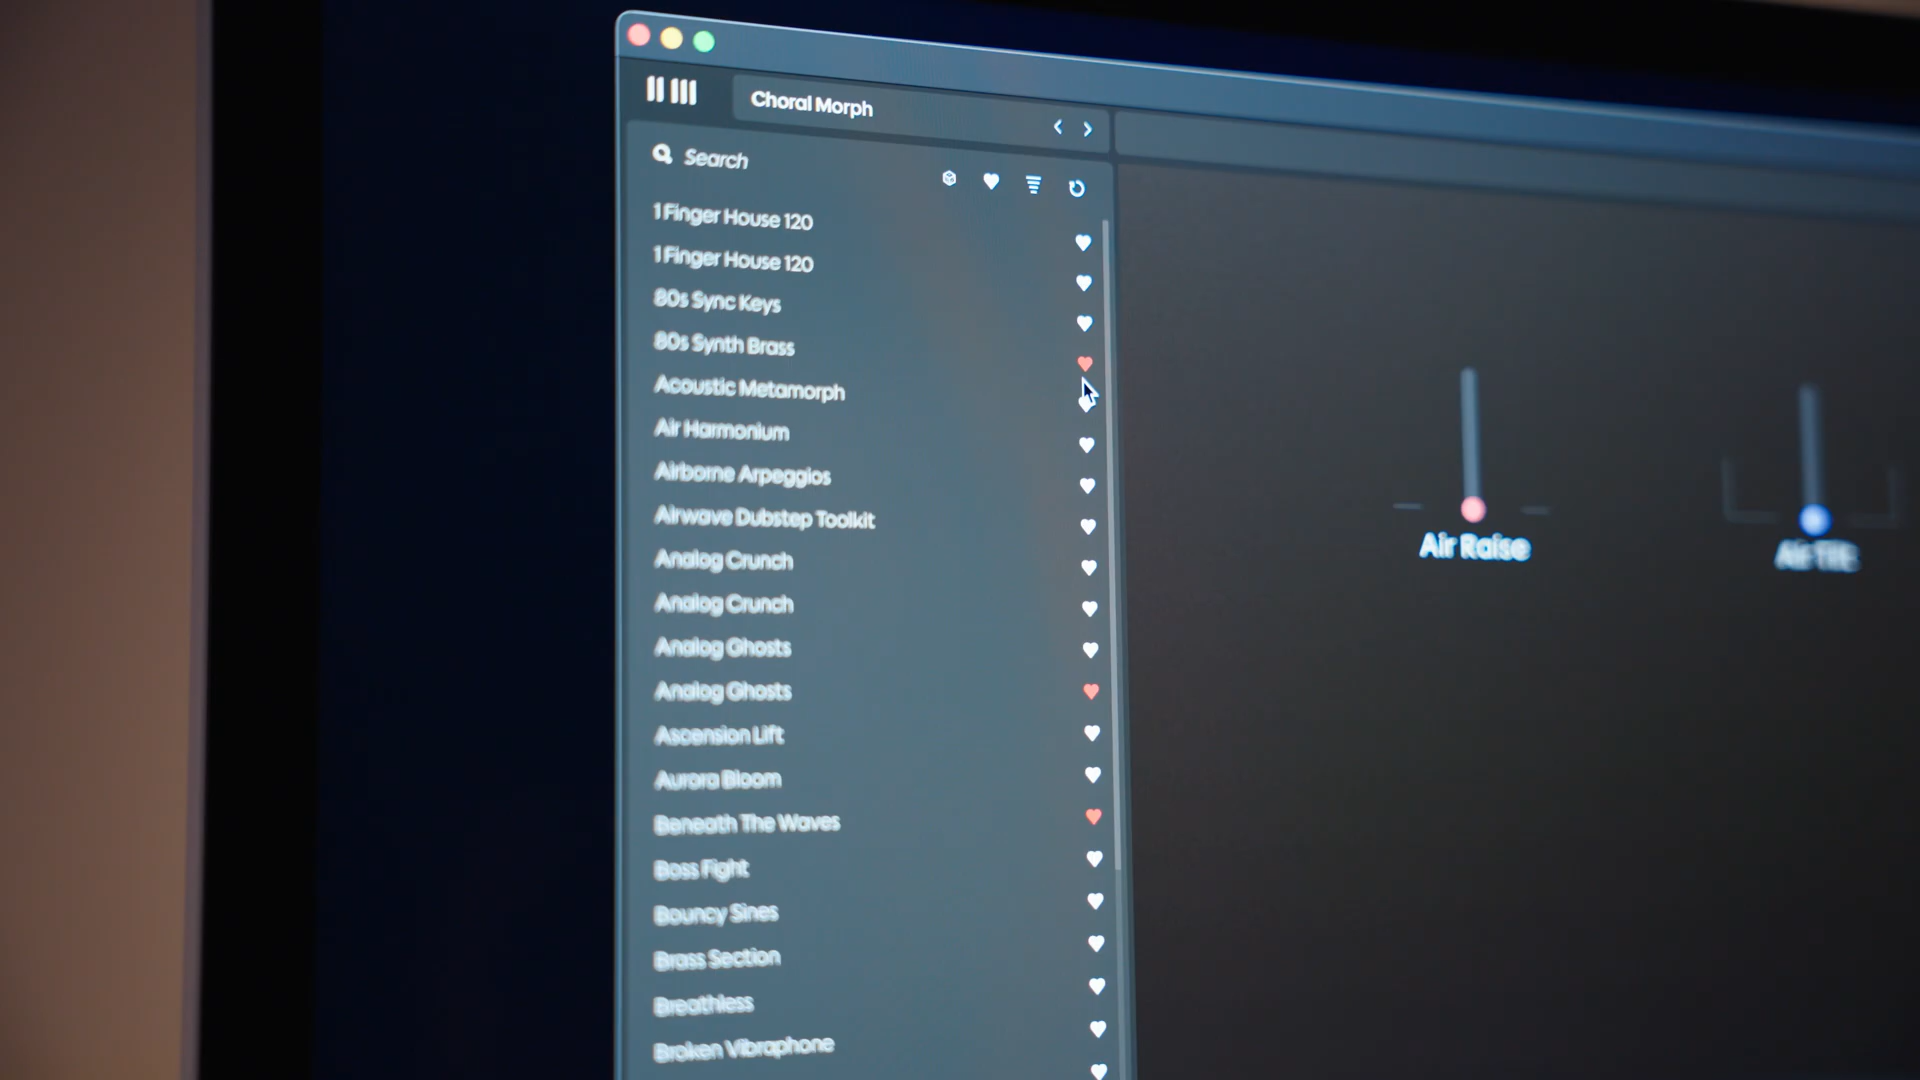 Choral Morph
Search
1 Finger House 120
1 Finger House 120
80s Sync Keys
80s Synth Brass
Acoustic Metamorph
Air Harmonium
Airborne Arpeggios
Airwave Dubstep Toolkit
Analog Crunch
Analog Crunch
Analog Ghosts
Analog Ghosts
Ascension Lift
Aurora Bloom
Beneath The Waves
Boss Fight
Bouncy Sines
Brass Section
Breathless
Broken Vibraphone
Air Raise
Air Tilt